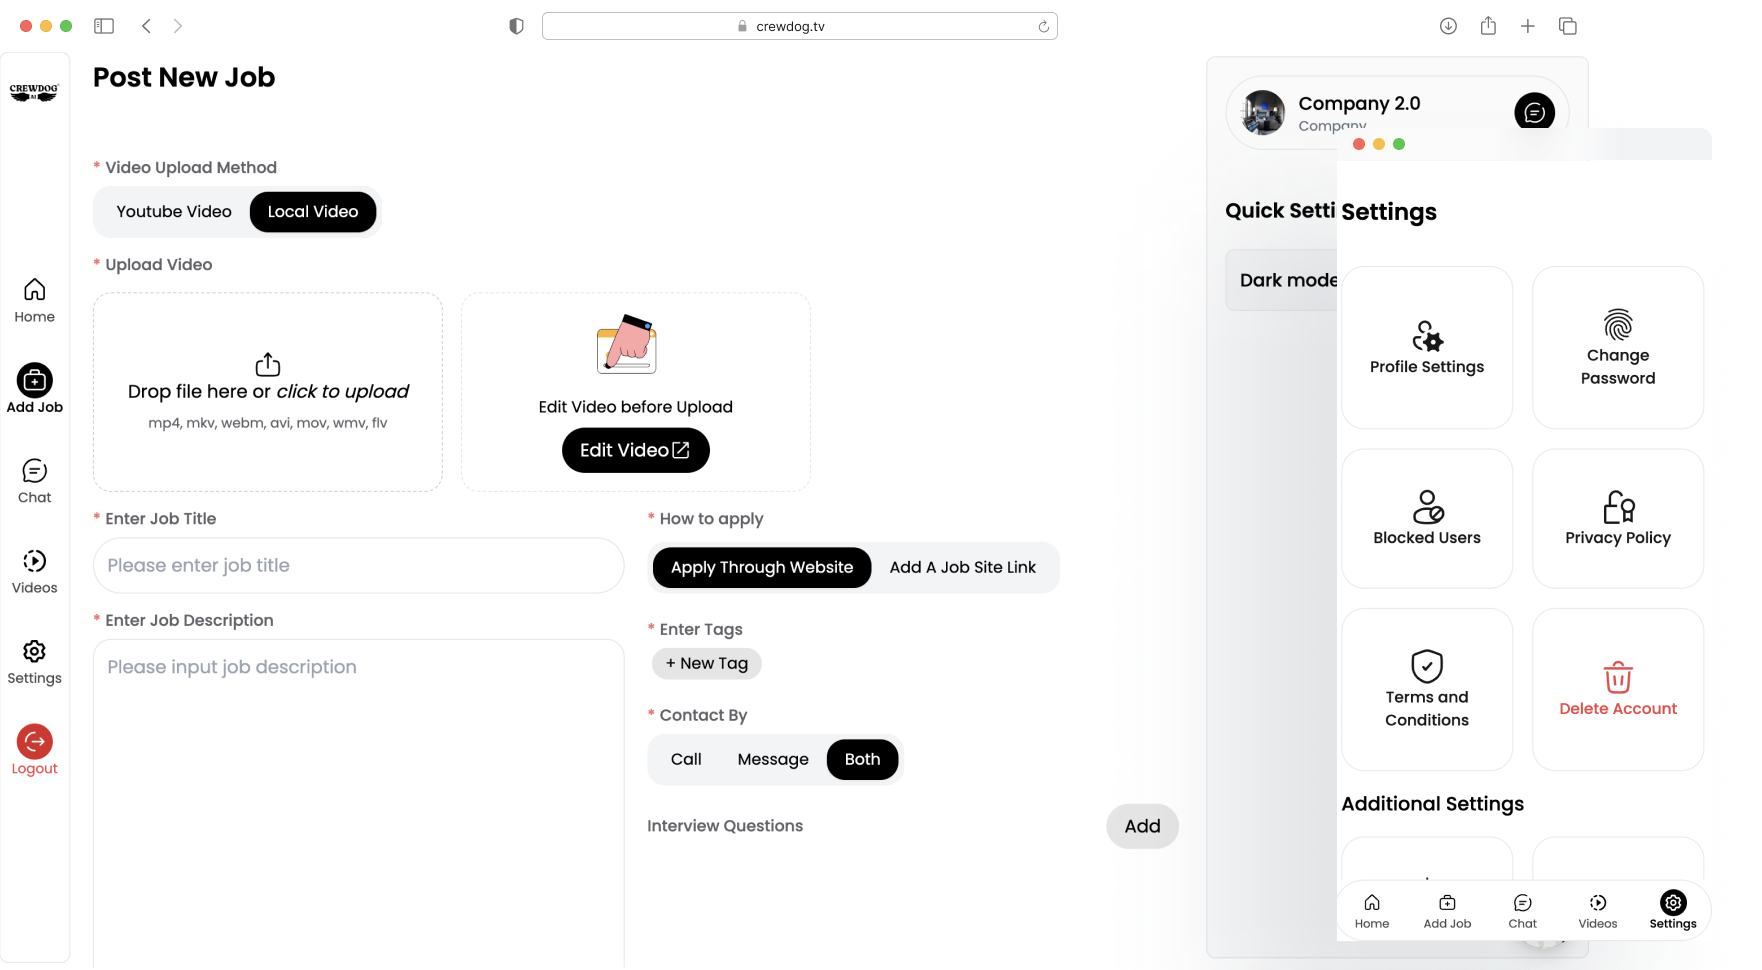 crewdog.tv
CREWDOG
AI
Home
Add Job
Chat
Videos
Settings
Logout
Post New Job
* Video Upload Method
Youtube Video
Local Video
* Upload Video
Drop file here or click to upload
mp4, mkv, webm, avi, mov, wmv, flv
Edit Video before Upload
Edit Video
* Enter Job Title
Please enter job title
* Enter Job Description
Please input job description
* How to apply
Apply Through Website
Add A Job Site Link
* Enter Tags
+ New Tag
* Contact By
Call
Message
Both
Interview Questions
Add
Company 2.0
Company
Quick Setti
Dark mode
Settings
Profile Settings
Change
Password
Blocked Users
Privacy Policy
Terms and
Conditions
Delete Account
Additional Settings
Home
Add Job
Chat
Videos
Settings